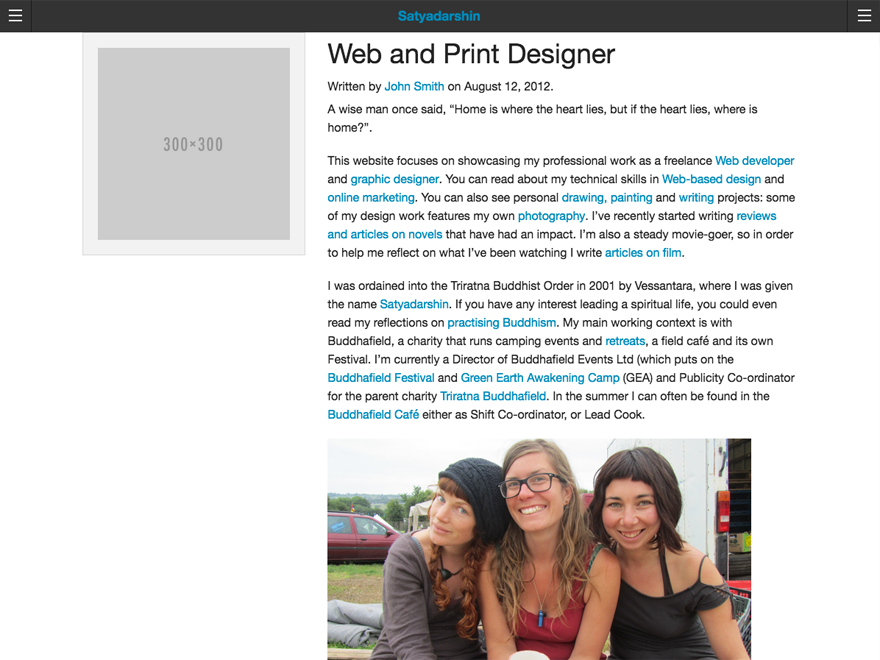 Satyadarshin
300×300
Web and Print Designer
Written by John Smith on August 12, 2012.
A wise man once said, “Home is where the heart lies, but if the heart lies, where is
home?”.
This website focuses on showcasing my professional work as a freelance Web developer
and graphic designer. You can read about my technical skills in Web-based design and
online marketing. You can also see personal drawing, painting and writing projects: some
of my design work features my own photography. I’ve recently started writing reviews
and articles on novels that have had an impact. I’m also a steady movie-goer, so in order
to help me reflect on what I’ve been watching I write articles on film.
I was ordained into the Triratna Buddhist Order in 2001 by Vessantara, where I was given
the name Satyadarshin. If you have any interest leading a spiritual life, you could even
read my reflections on practising Buddhism. My main working context is with
Buddhafield, a charity that runs camping events and retreats, a field café and its own
Festival. I’m currently a Director of Buddhafield Events Ltd (which puts on the
Buddhafield Festival and Green Earth Awakening Camp (GEA) and Publicity Co-ordinator
for the parent charity Triratna Buddhafield. In the summer I can often be found in the
Buddhafield Café either as Shift Co-ordinator, or Lead Cook.